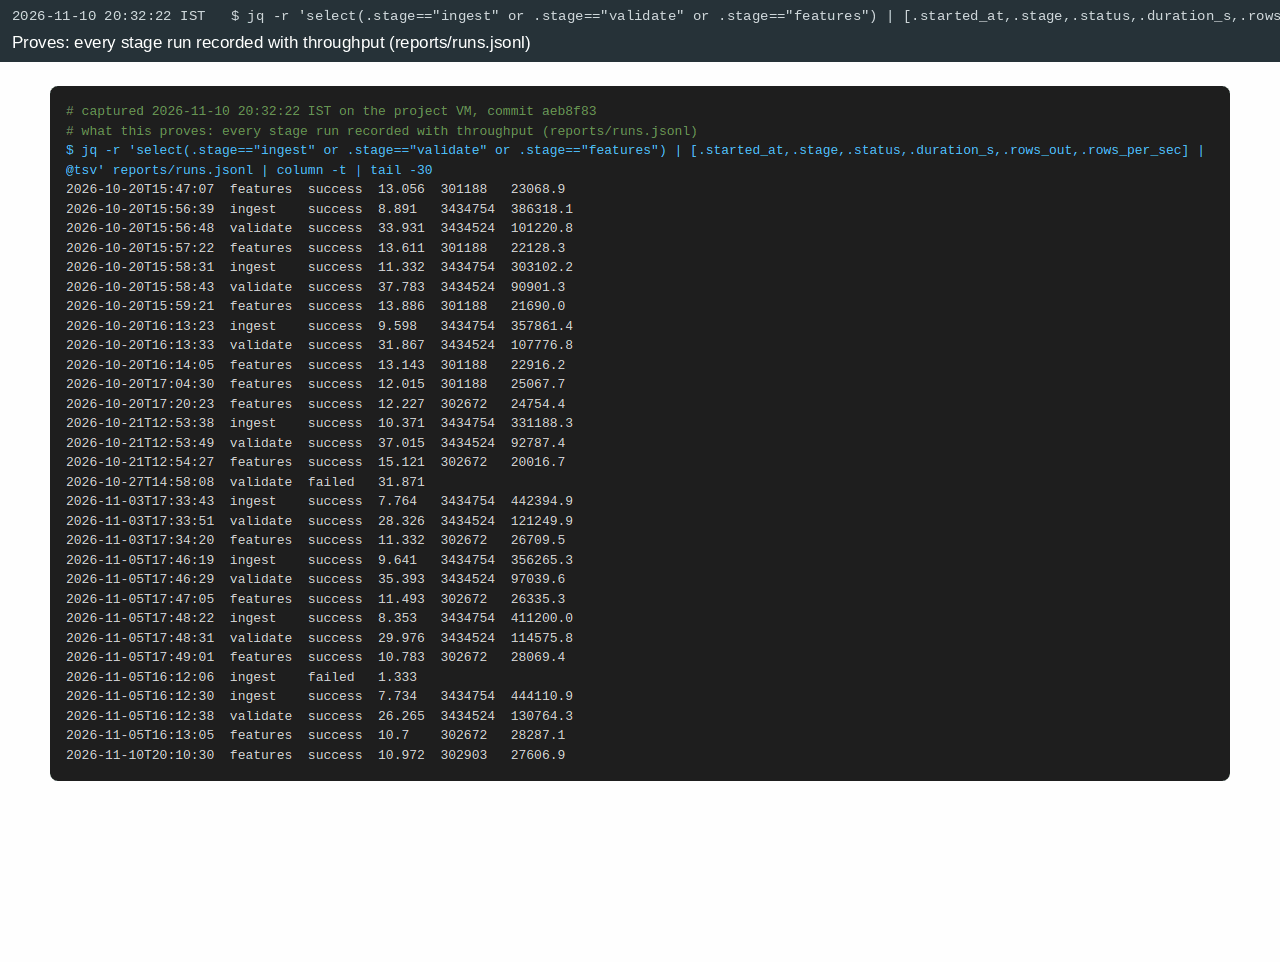 2026-11-10 20:32:22 IST   $ jq -r 'select(.stage=="ingest" or .stage=="validate" or .stage=="features") | [.started_at,.stage,.status,.duration_s,.rows
Proves: every stage run recorded with throughput (reports/runs.jsonl)
# captured 2026-11-10 20:32:22 IST on the project VM, commit aeb8f83
# what this proves: every stage run recorded with throughput (reports/runs.jsonl)
$ jq -r 'select(.stage=="ingest" or .stage=="validate" or .stage=="features") | [.started_at,.stage,.status,.duration_s,.rows_out,.rows_per_sec] |
@tsv' reports/runs.jsonl | column -t | tail -30
2026-10-20T15:47:07  features  success  13.056  301188   23068.9
2026-10-20T15:56:39  ingest    success  8.891   3434754  386318.1
2026-10-20T15:56:48  validate  success  33.931  3434524  101220.8
2026-10-20T15:57:22  features  success  13.611  301188   22128.3
2026-10-20T15:58:31  ingest    success  11.332  3434754  303102.2
2026-10-20T15:58:43  validate  success  37.783  3434524  90901.3
2026-10-20T15:59:21  features  success  13.886  301188   21690.0
2026-10-20T16:13:23  ingest    success  9.598   3434754  357861.4
2026-10-20T16:13:33  validate  success  31.867  3434524  107776.8
2026-10-20T16:14:05  features  success  13.143  301188   22916.2
2026-10-20T17:04:30  features  success  12.015  301188   25067.7
2026-10-20T17:20:23  features  success  12.227  302672   24754.4
2026-10-21T12:53:38  ingest    success  10.371  3434754  331188.3
2026-10-21T12:53:49  validate  success  37.015  3434524  92787.4
2026-10-21T12:54:27  features  success  15.121  302672   20016.7
2026-10-27T14:58:08  validate  failed   31.871
2026-11-03T17:33:43  ingest    success  7.764   3434754  442394.9
2026-11-03T17:33:51  validate  success  28.326  3434524  121249.9
2026-11-03T17:34:20  features  success  11.332  302672   26709.5
2026-11-05T17:46:19  ingest    success  9.641   3434754  356265.3
2026-11-05T17:46:29  validate  success  35.393  3434524  97039.6
2026-11-05T17:47:05  features  success  11.493  302672   26335.3
2026-11-05T17:48:22  ingest    success  8.353   3434754  411200.0
2026-11-05T17:48:31  validate  success  29.976  3434524  114575.8
2026-11-05T17:49:01  features  success  10.783  302672   28069.4
2026-11-05T16:12:06  ingest    failed   1.333
2026-11-05T16:12:30  ingest    success  7.734   3434754  444110.9
2026-11-05T16:12:38  validate  success  26.265  3434524  130764.3
2026-11-05T16:13:05  features  success  10.7    302672   28287.1
2026-11-10T20:10:30  features  success  10.972  302903   27606.9